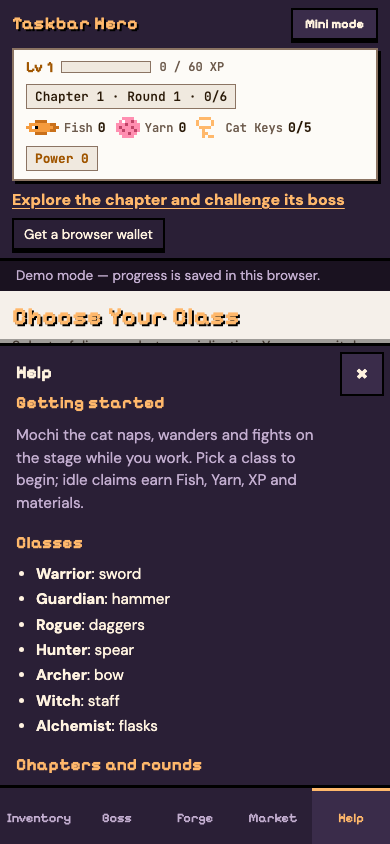 Taskbar Hero
Mini mode
Lv 1 0 / 60 XP
Chapter 1 · Round 1 · 0/6
Fish 0 Yarn 0 Cat Keys 0/5
Power 0
Explore the chapter and challenge its boss
Get a browser wallet
Demo mode — progress is saved in this browser.
Choose Your Class
Help
✖
Getting started
Mochi the cat naps, wanders and fights on
the stage while you work. Pick a class to
begin; idle claims earn Fish, Yarn, XP and
materials.
Classes
• Warrior: sword
• Guardian: hammer
• Rogue: daggers
• Hunter: spear
• Archer: bow
• Witch: staff
• Alchemist: flasks
Chapters and rounds
Inventory Boss Forge Market Help